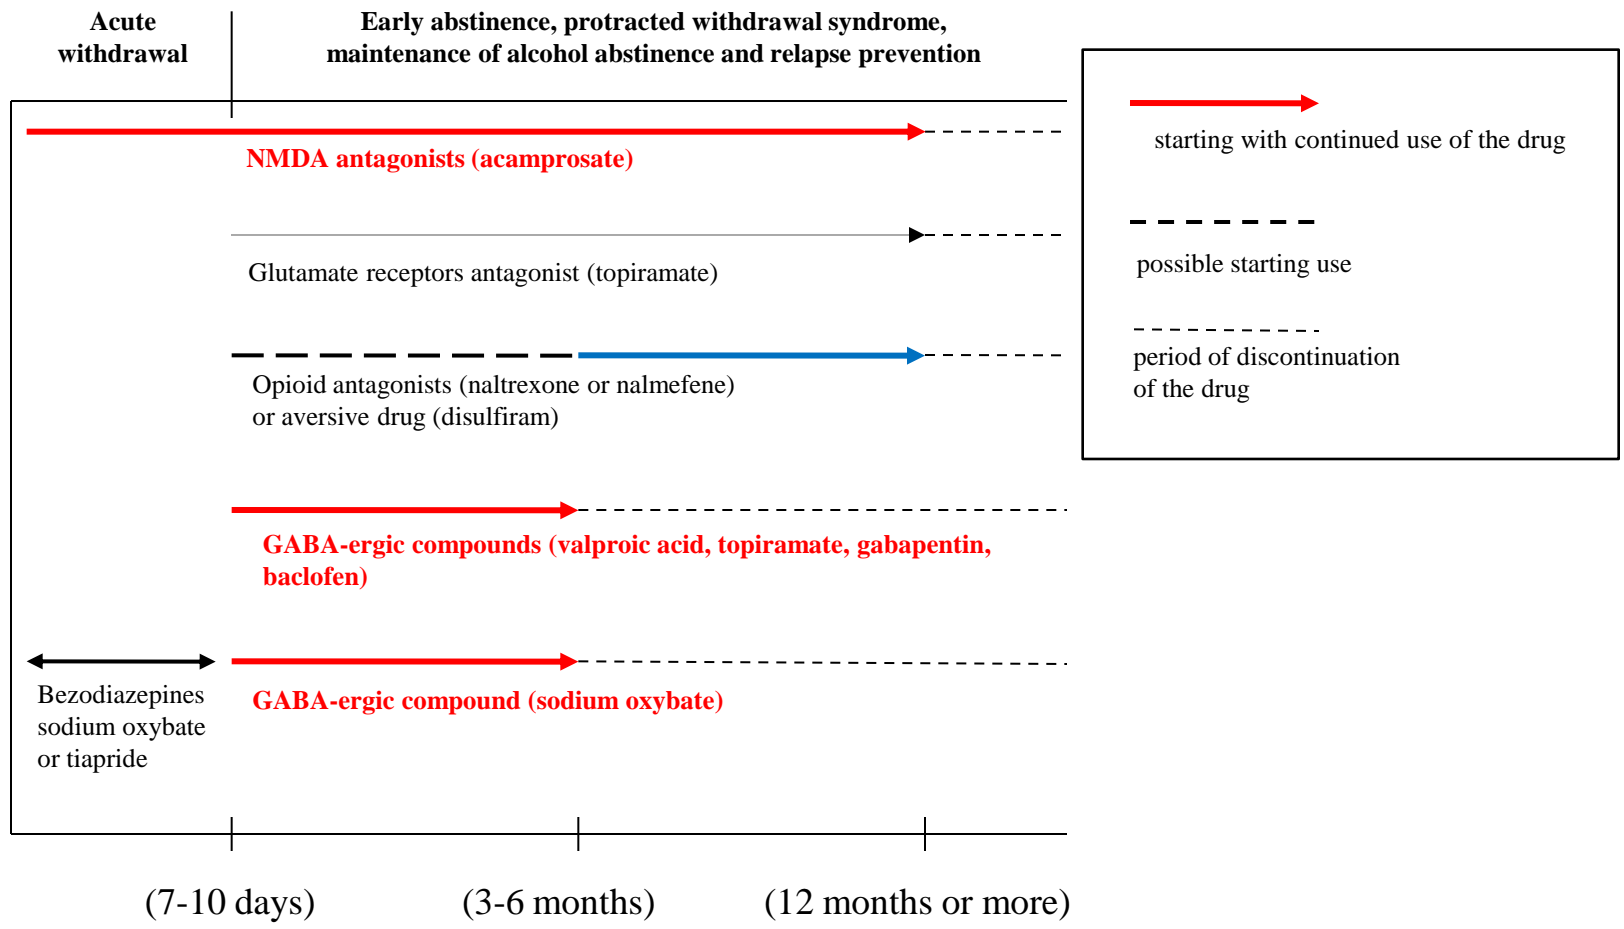 Acute
withdrawal
Early abstinence, protracted withdrawal syndrome,
maintenance of alcohol abstinence and relapse prevention
NMDA antagonists (acamprosate)
Glutamate receptors antagonist (topiramate)
Opioid antagonists (naltrexone or nalmefene)
or aversive drug (disulfiram)
GABA-ergic compounds (valproic acid, topiramate, gabapentin,
baclofen)
Bezodiazepines
sodium oxybate
or tiapride
GABA-ergic compound (sodium oxybate)
(7-10 days)
(3-6 months)
(12 months or more)
starting with continued use of the drug
possible starting use
period of discontinuation
of the drug